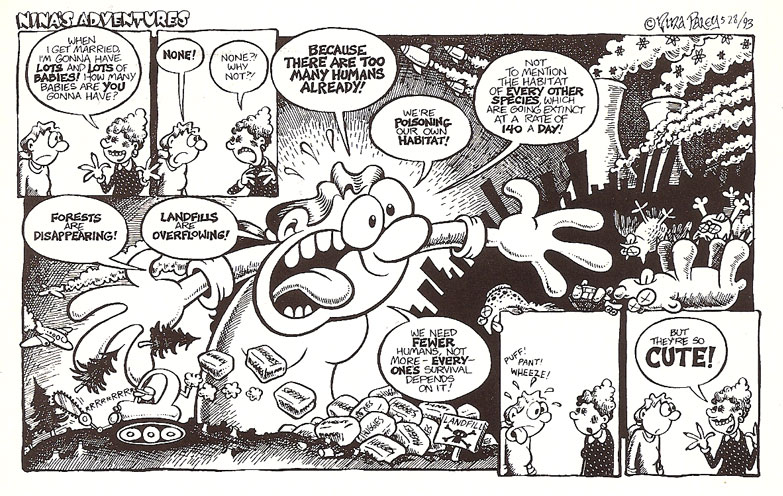 NINA'S ADVENTURES
© NINA PALEY 5/28/93
WHEN
I GET MARRIED,
I'M GONNA HAVE
LOTS AND LOTS OF
BABIES! HOW MANY
BABIES ARE YOU
GONNA HAVE?
NONE!
NONE?!
WHY
NOT?!
BECAUSE
THERE ARE TOO
MANY HUMANS
ALREADY!
WE'RE
POISONING
OUR OWN
HABITAT!
NOT
TO MENTION
THE HABITAT
OF EVERY OTHER
SPECIES, WHICH
ARE GOING EXTINCT
AT A RATE OF
140 A DAY!
FORESTS
ARE
DISAPPEARING!
LANDFILLS
ARE
OVERFLOWING!
WE NEED
FEWER
HUMANS, NOT
MORE - EVERY-
ONE'S SURVIVAL
DEPENDS
ON IT!
RRRRRRRR
LANDFILL
PUFF!
PANT!
WHEEZE!
BUT
THEY'RE SO
CUTE!